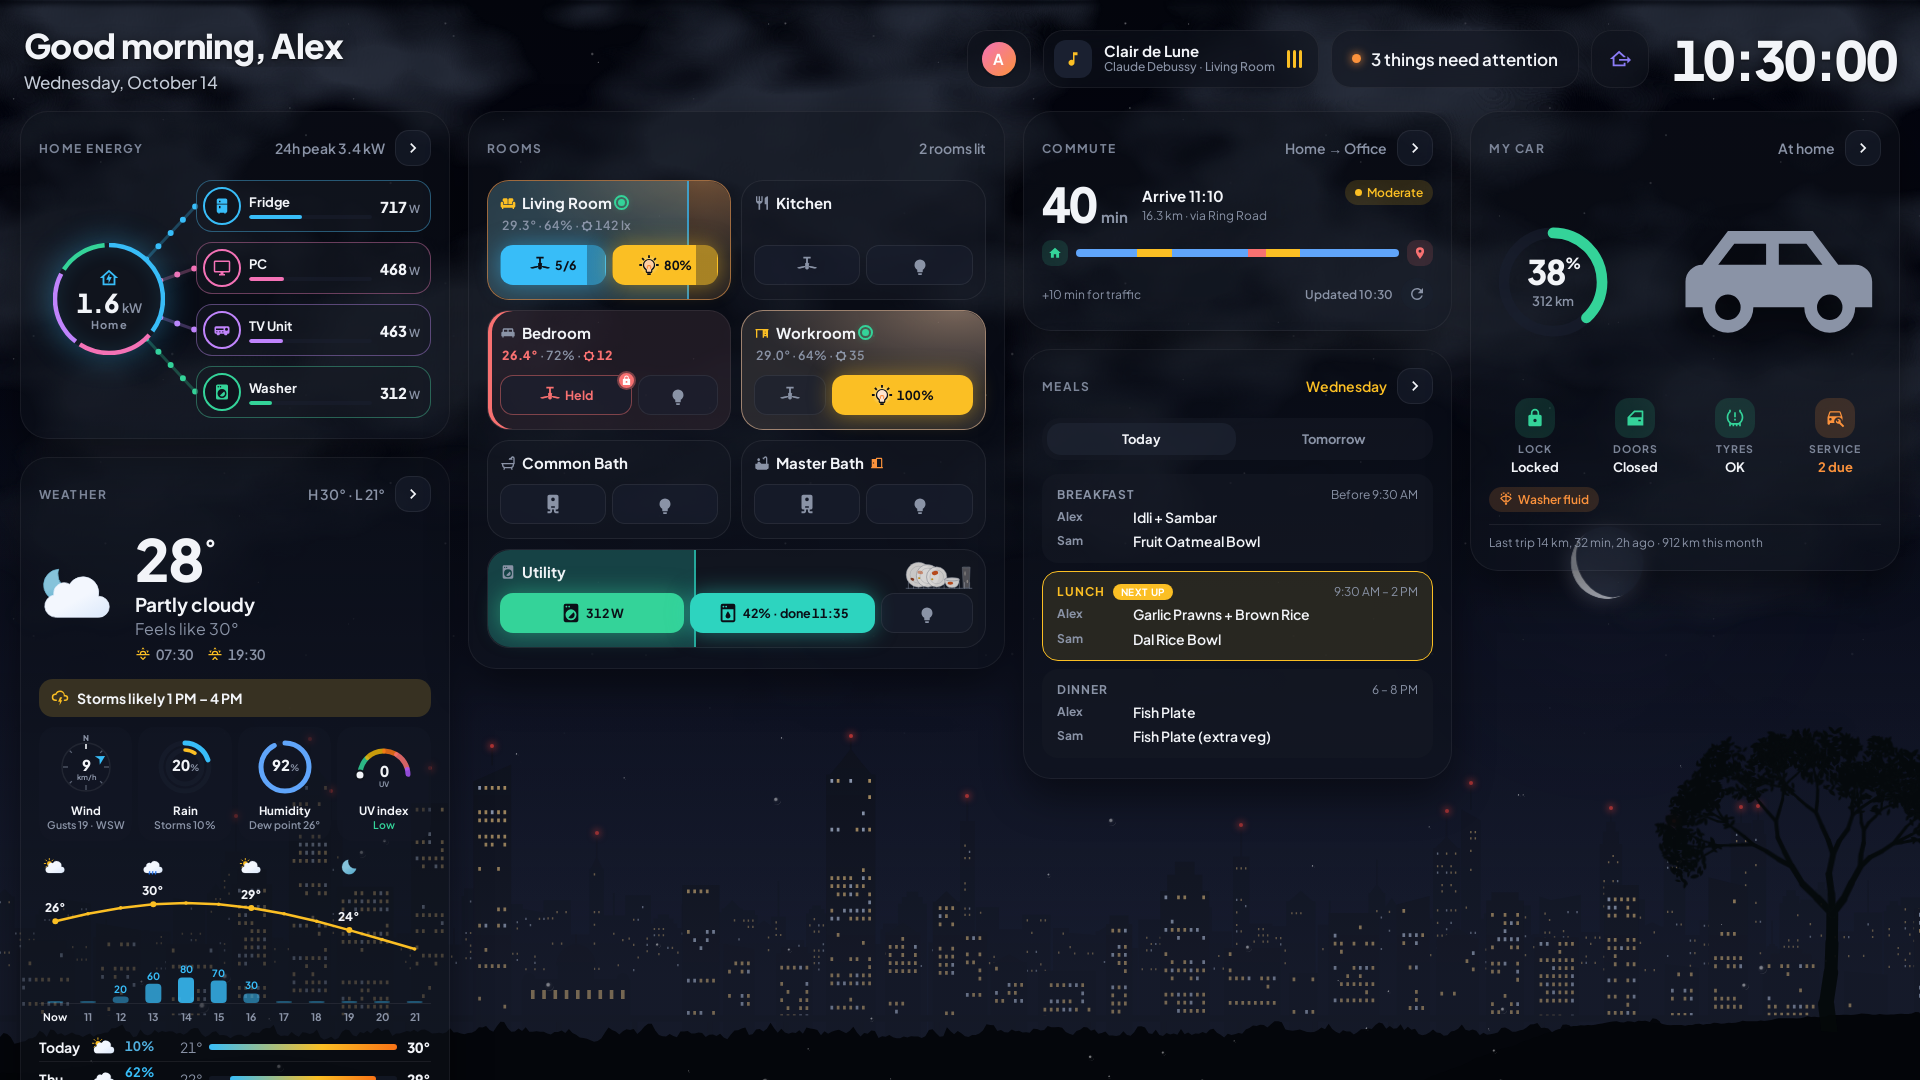 Good morning, Alex
Wednesday, October 14
A
Clair de Lune
Claude Debussy · Living Room
3 things need attention
10:30:00
HOME ENERGY
24h peak 3.4 kW
1.6 kW
Home
Fridge
717 W
PC
468 W
TV Unit
463 W
Washer
312 W
WEATHER
H 30° · L 21°
28°
Partly cloudy
Feels like 30°
07:30
19:30
Storms likely 1 PM – 4 PM
N
9
km/h
Wind
Gusts 19 · WSW
20%
Rain
Storms 10%
92%
Humidity
Dew point 26°
0
UV
UV index
Low
26°
30°
29°
24°
20
60
80
70
30
Now 11 12 13 14 15 16 17 18 19 20 21
Today 10% 21° 30°
Thu 62% 22° 29°
ROOMS
2 rooms lit
Living Room
29.3° · 64% · 142 lx
5/6
80%
Kitchen
Bedroom
26.4° · 72% · 12
Held
Workroom
29.0° · 64% · 35
100%
Common Bath
Master Bath
Utility
312 W
42% · done 11:35
COMMUTE
Home → Office
40 min
Arrive 11:10
16.3 km · via Ring Road
Moderate
+10 min for traffic
Updated 10:30
MEALS
Wednesday
Today
Tomorrow
BREAKFAST
Before 9:30 AM
Alex Idli + Sambar
Sam Fruit Oatmeal Bowl
LUNCH NEXT UP
9:30 AM – 2 PM
Alex Garlic Prawns + Brown Rice
Sam Dal Rice Bowl
DINNER
6 – 8 PM
Alex Fish Plate
Sam Fish Plate (extra veg)
MY CAR
At home
38%
312 km
LOCK
Locked
DOORS
Closed
TYRES
OK
SERVICE
2 due
Washer fluid
Last trip 14 km, 32 min, 2h ago · 912 km this month